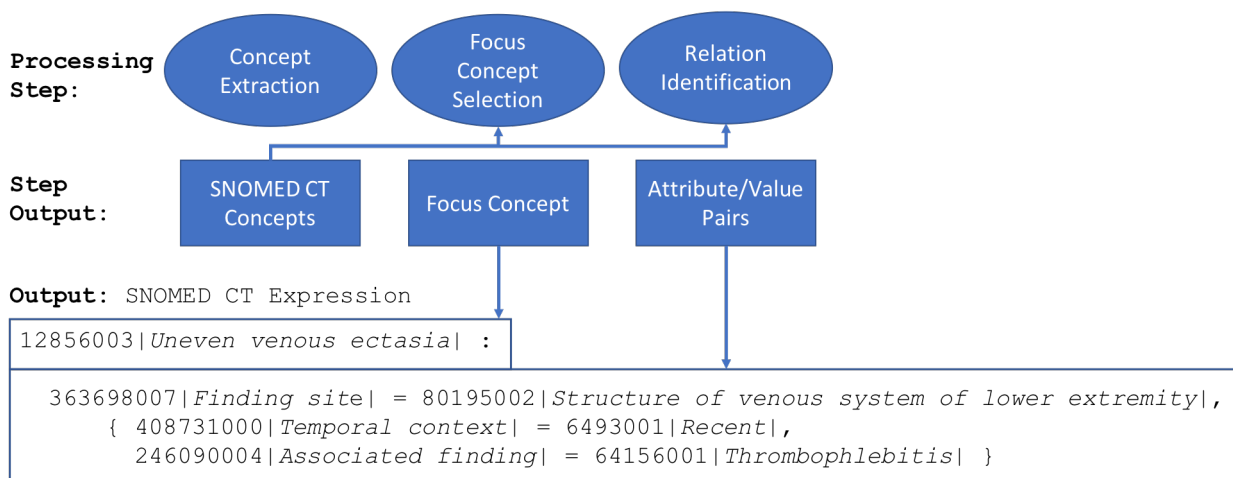 Processing
Step:
Concept
Extraction
Focus
Concept
Selection
Relation
Identification
Step
Output:
SNOMED CT
Concepts
Focus Concept
Attribute/Value
Pairs
Output: SNOMED CT Expression
12856003|Uneven venous ectasia| :
363698007|Finding site| = 80195002|Structure of venous system of lower extremity|,
{ 408731000|Temporal context| = 6493001|Recent|,
246090004|Associated finding| = 64156001|Thrombophlebitis| }